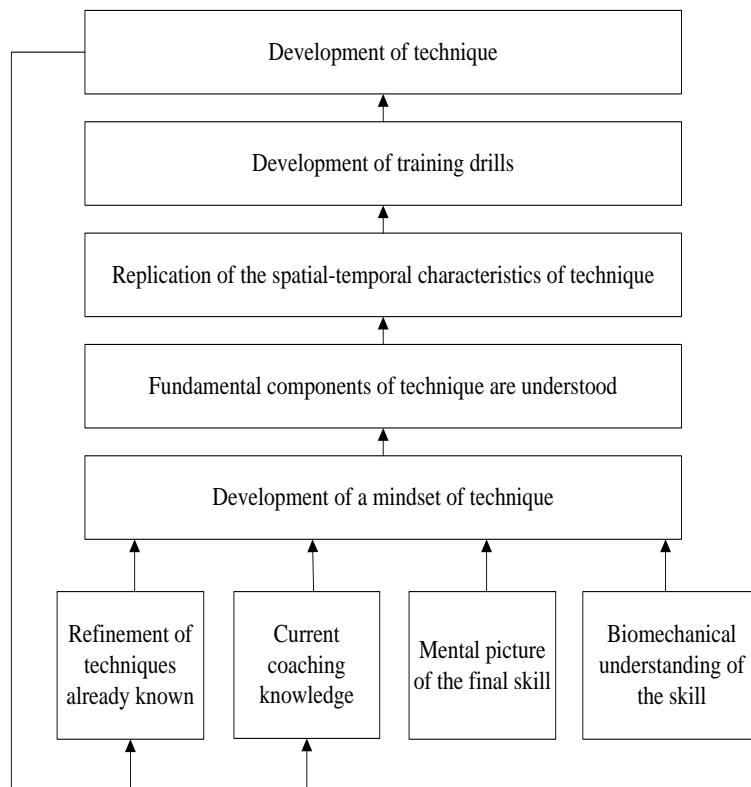 Development of technique
Development of training drills
Replication of the spatial-temporal characteristics of technique
Fundamental components of technique are understood
Development of a mindset of technique
Refinement of
techniques
already known
Current
coaching
knowledge
Mental picture
of the final skill
Biomechanical
understanding of
the skill